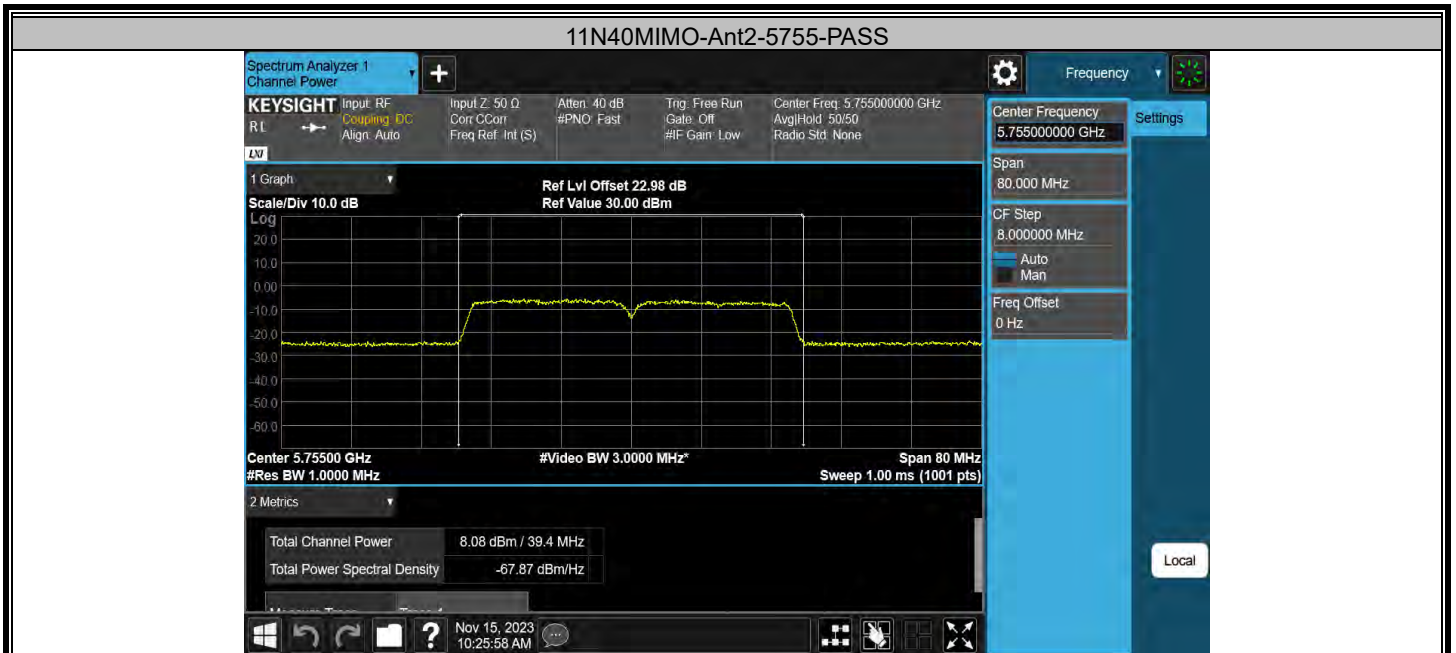 11N40MIMO-Ant2-5755-PASS
Spectrum Analyzer 1
Channel Power
Frequency
KEYSIGHT
RL
LXI
Input: RF
Coupling: DC
Align: Auto
Input Z: 50 Ω
Corr CCorr
Freq Ref: Int (S)
Atten: 40 dB
#PNO: Fast
Trig: Free Run
Gate: Off
#IF Gain: Low
Center Freq: 5.755000000 GHz
Avg|Hold: 50/50
Radio Std: None
Center Frequency
5.755000000 GHz
Settings
Span
80.000 MHz
CF Step
8.000000 MHz
Auto
Man
Freq Offset
0 Hz
1 Graph
Scale/Div 10.0 dB
Ref Lvl Offset 22.98 dB
Ref Value 30.00 dBm
Log
20.0
10.0
0.00
-10.0
-20.0
-30.0
-40.0
-50.0
-60.0
Center 5.75500 GHz
#Video BW 3.0000 MHz*
Span 80 MHz
#Res BW 1.0000 MHz
Sweep 1.00 ms (1001 pts)
2 Metrics
Total Channel Power 8.08 dBm / 39.4 MHz
Total Power Spectral Density -67.87 dBm/Hz
Local
Nov 15, 2023
10:25:58 AM